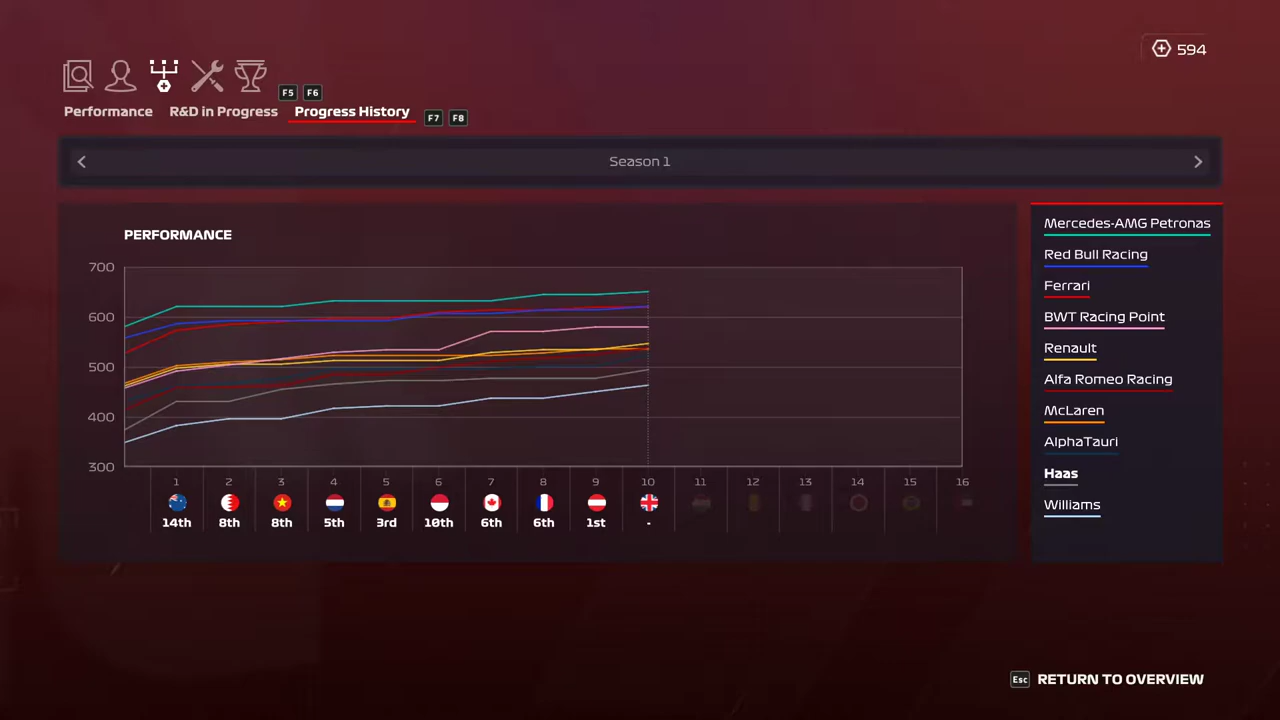 594
F5 F6
Performance R&D in Progress Progress History F7 F8
Season 1
PERFORMANCE
700
600
500
400
300
1 2 3 4 5 6 7 8 9 10 11 12 13 14 15 16
14th 8th 8th 5th 3rd 10th 6th 6th 1st -
Mercedes-AMG Petronas
Red Bull Racing
Ferrari
BWT Racing Point
Renault
Alfa Romeo Racing
McLaren
AlphaTauri
Haas
Williams
Esc RETURN TO OVERVIEW